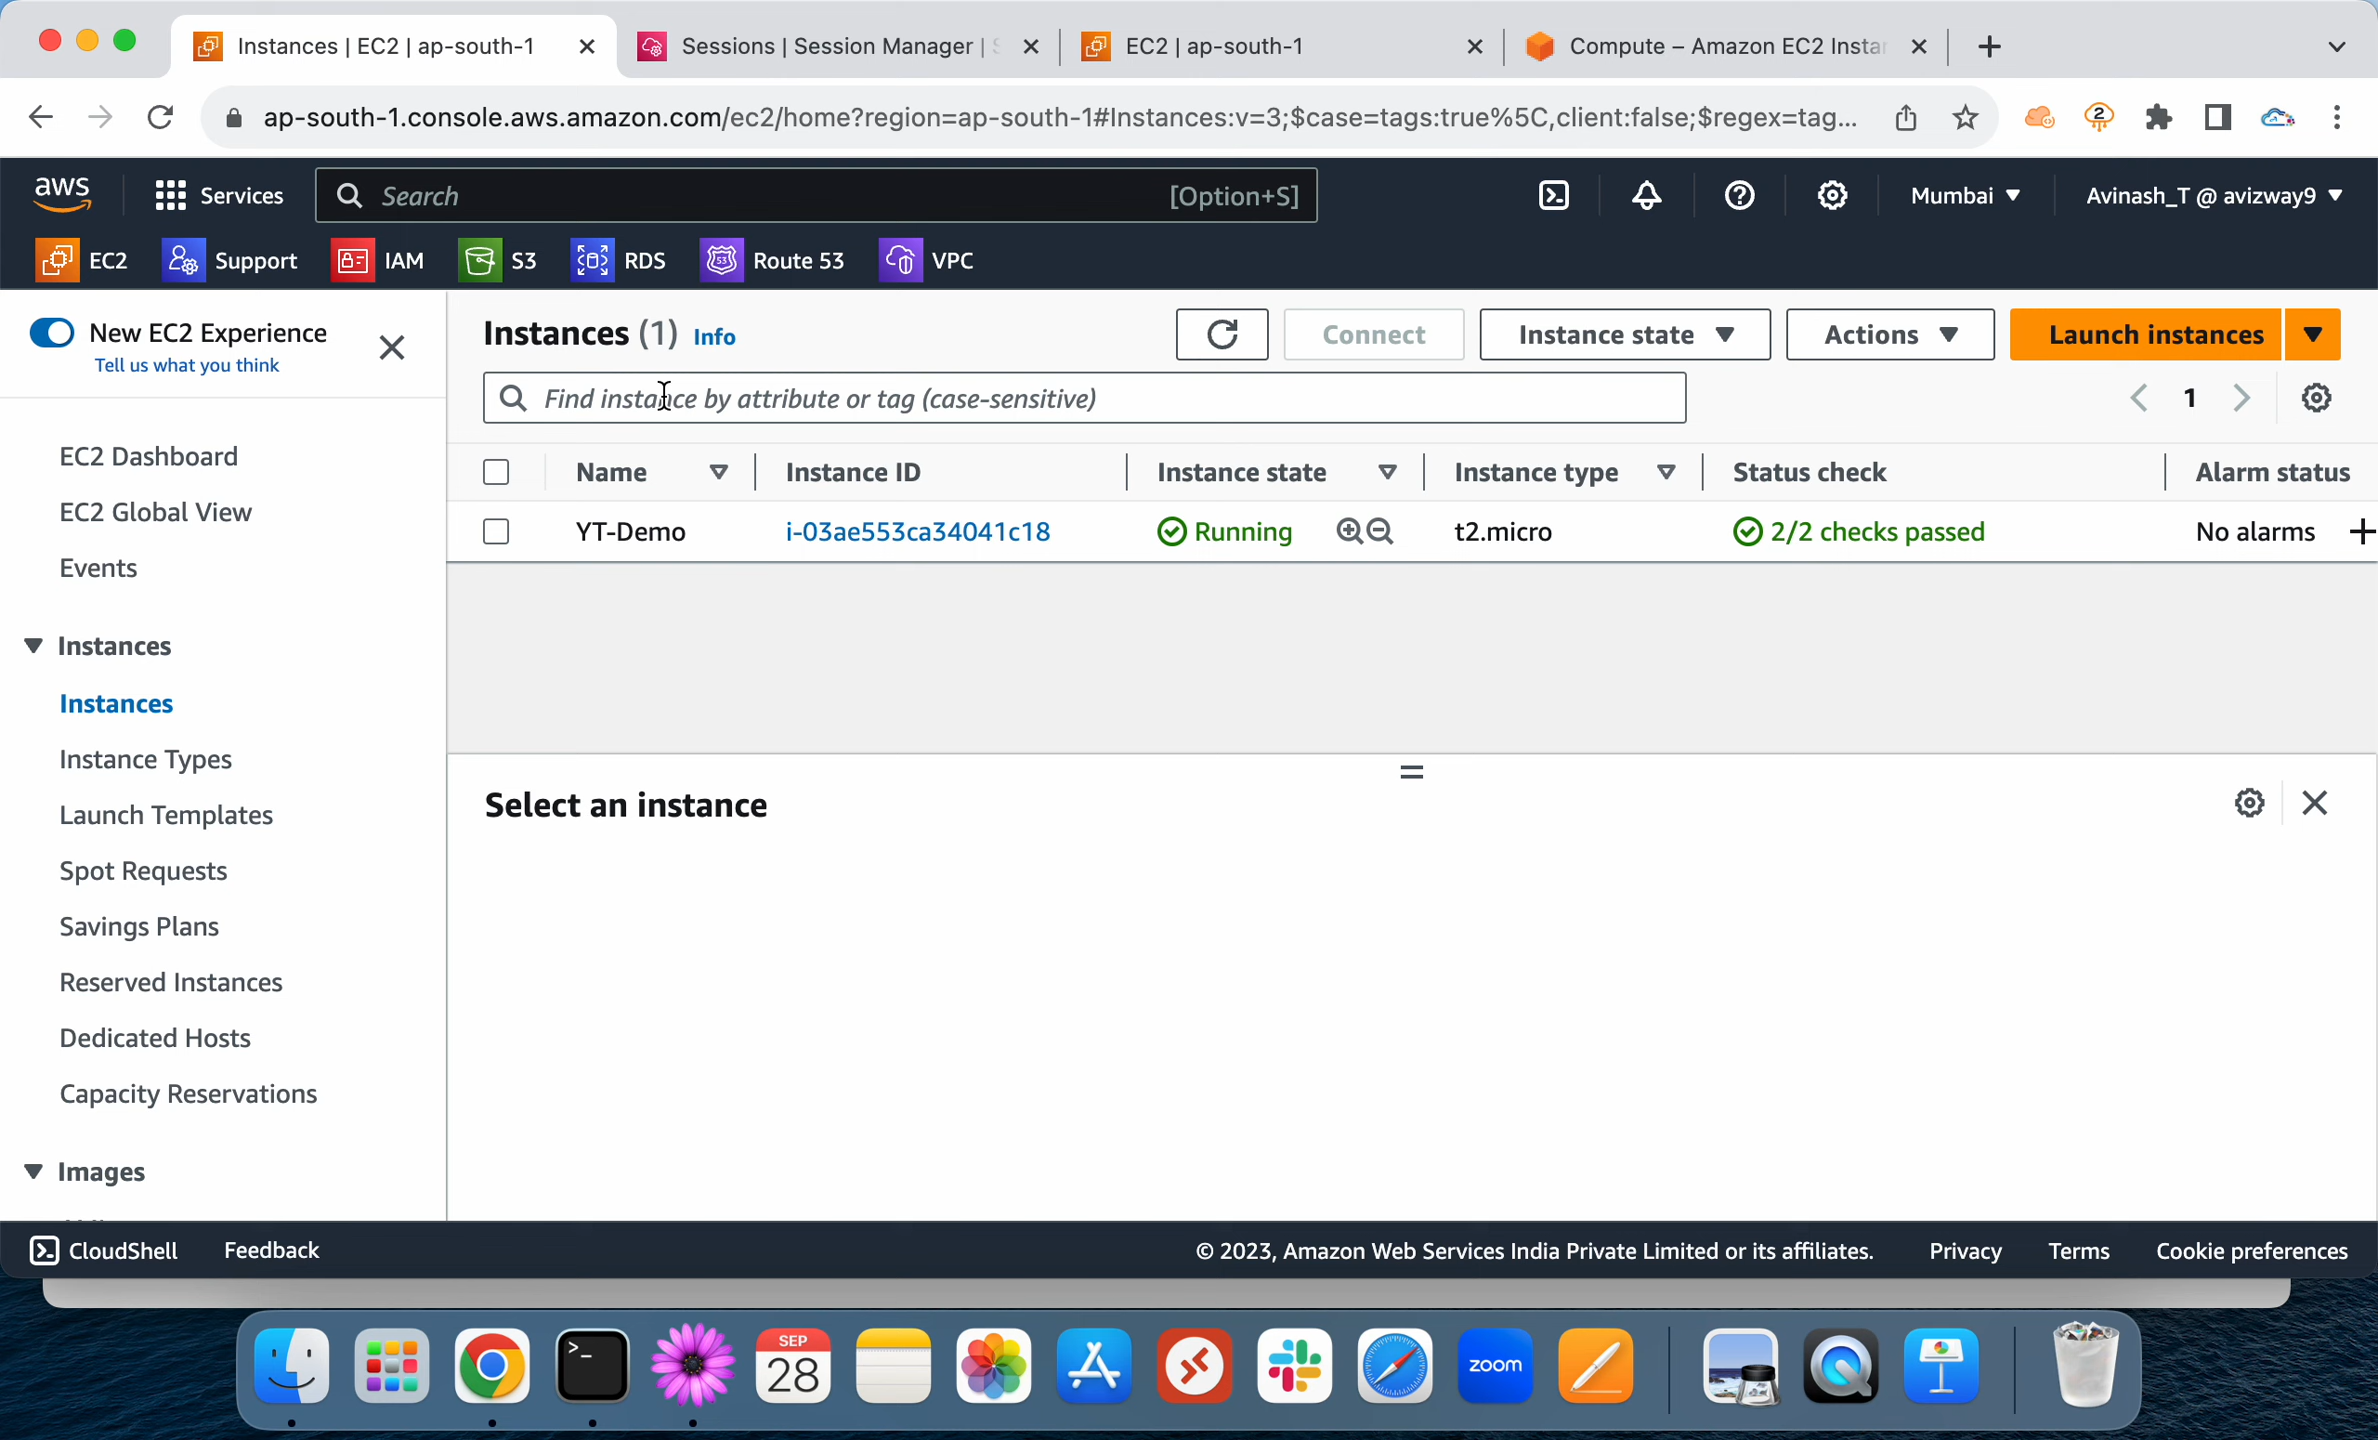 Instances | EC2 | ap-south-1
Sessions | Session Manager |
EC2 | ap-south-1
Compute – Amazon EC2 Insta
ap-south-1.console.aws.amazon.com/ec2/home?region=ap-south-1#Instances:v=3;$case=tags:true%5C,client:false;$regex=tag...
2
aws
Services
Search
[Option+S]
Mumbai
Avinash_T @ avizway9
EC2
Support
IAM
S3
53
RDS
Route 53
VPC
New EC2 Experience
Tell us what you think
EC2 Dashboard
EC2 Global View
Events
Instances
Instances
Instance Types
Launch Templates
Spot Requests
Savings Plans
Reserved Instances
Dedicated Hosts
Capacity Reservations
Images
Instances (1) Info
Connect
Instance state
Actions
Launch instances
Find instance by attribute or tag (case-sensitive)
1
Name Instance ID Instance state Instance type Status check Alarm status
YT-Demo i-03ae553ca34041c18 Running t2.micro 2/2 checks passed No alarms +
Select an instance
CloudShell
Feedback
© 2023, Amazon Web Services India Private Limited or its affiliates.
Privacy
Terms
Cookie preferences
SEP
28
zoom